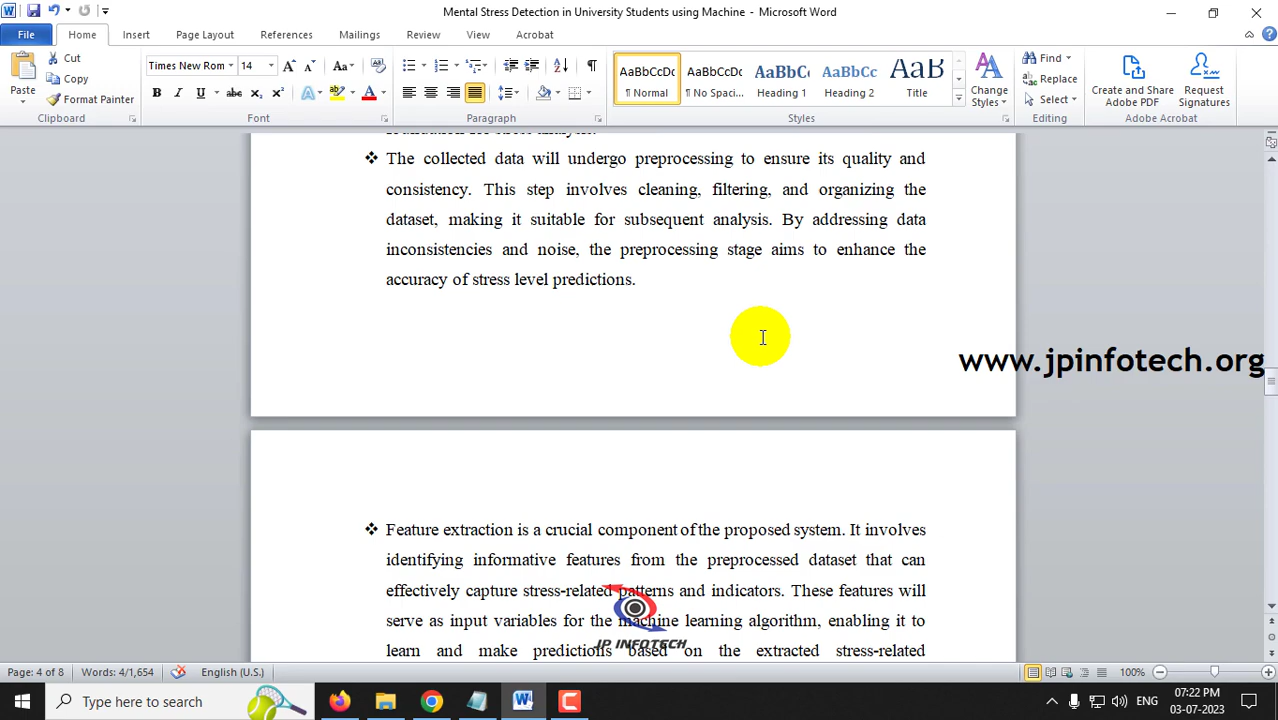 Mental Stress Detection in University Students using Machine - Microsoft Word
File Home Insert Page Layout References Mailings Review View Acrobat
Paste
Cut
Copy
Format Painter
Clipboard
Times New Rom 14
Font
Paragraph
AaBbCcDc AaBbCcDc AaBbCc AaBbCc AaB
¶ Normal ¶ No Spaci... Heading 1 Heading 2 Title
Change Styles
Styles
Find
Replace
Select
Editing
Create and Share Adobe PDF
Request Signatures
Adobe Acrobat
foundation for stress analysis.
❖ The collected data will undergo preprocessing to ensure its quality and
consistency. This step involves cleaning, filtering, and organizing the
dataset, making it suitable for subsequent analysis. By addressing data
inconsistencies and noise, the preprocessing stage aims to enhance the
accuracy of stress level predictions.
www.jpinfotech.org
❖ Feature extraction is a crucial component of the proposed system. It involves
identifying informative features from the preprocessed dataset that can
effectively capture stress-related patterns and indicators. These features will
serve as input variables for the machine learning algorithm, enabling it to
learn and make predictions based on the extracted stress-related
JP INFOTECH
Page: 4 of 8 Words: 4/1,654 English (U.S.) 100%
Type here to search
ENG
07:22 PM
03-07-2023